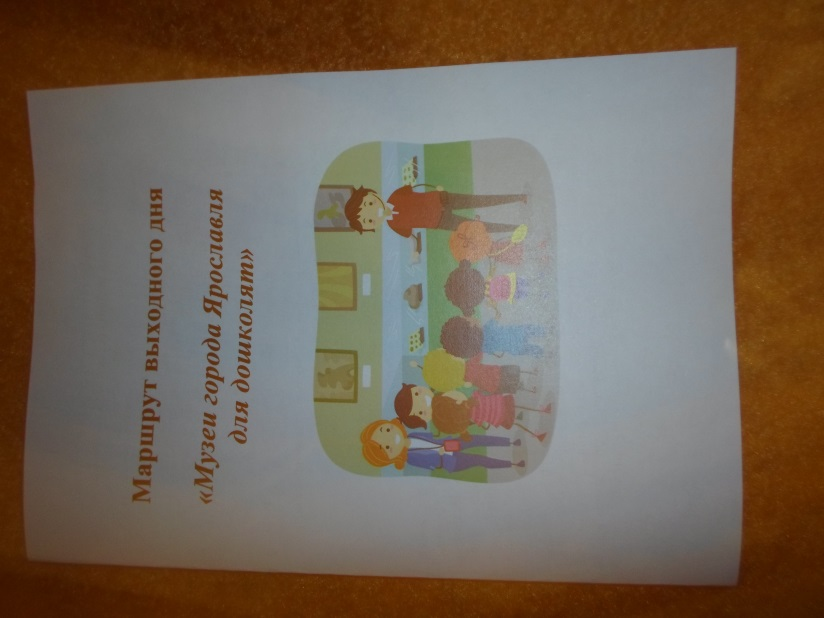 Маршрут выходного дня
«Музеи города Ярославля
для дошколят»